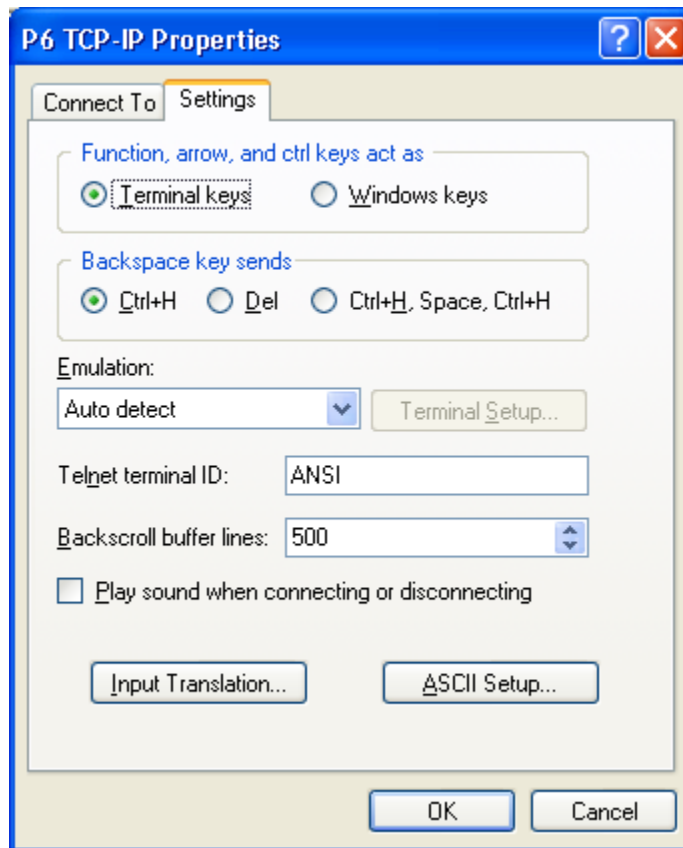 P6 TCP-IP Properties
Connect To Settings
Function, arrow, and ctrl keys act as
Terminal keys Windows keys
Backspace key sends
Ctrl+H Del Ctrl+H, Space, Ctrl+H
Emulation:
Auto detect Terminal Setup...
Telnet terminal ID: ANSI
Backscroll buffer lines: 500
Play sound when connecting or disconnecting
Input Translation... ASCII Setup...
OK Cancel